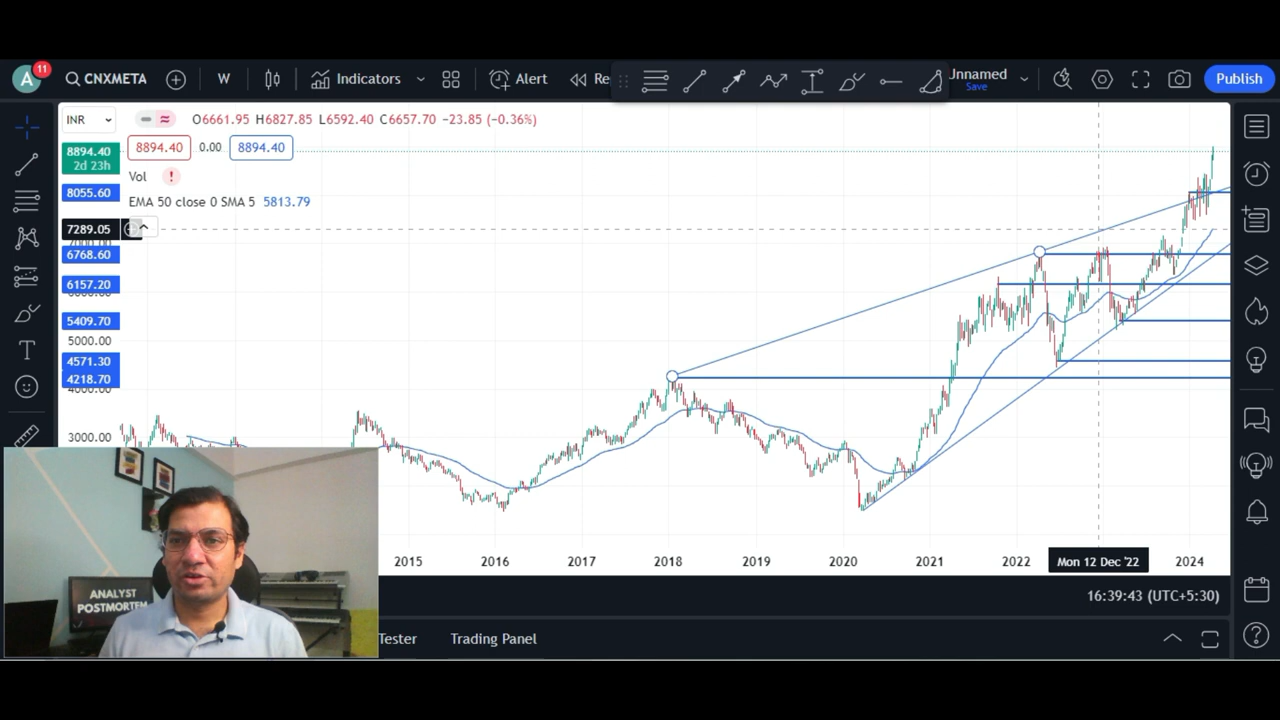 A 11 CNXMETA W Indicators Alert Re Unnamed Save Publish
INR O6661.95 H6827.85 L6592.40 C6657.70 −23.85 (−0.36%)
8894.40 2d 23h 8894.40 0.00 8894.40
Vol !
8055.60
EMA 50 close 0 SMA 5 5813.79
7289.05
6768.60
6157.20
5409.70
5000.00
4571.30
4218.70
3000.00
2015 2016 2017 2018 2019 2020 2021 2022 Mon 12 Dec '22 2024
ANALYST
POSTMORTEM
16:39:43 (UTC+5:30)
Tester Trading Panel